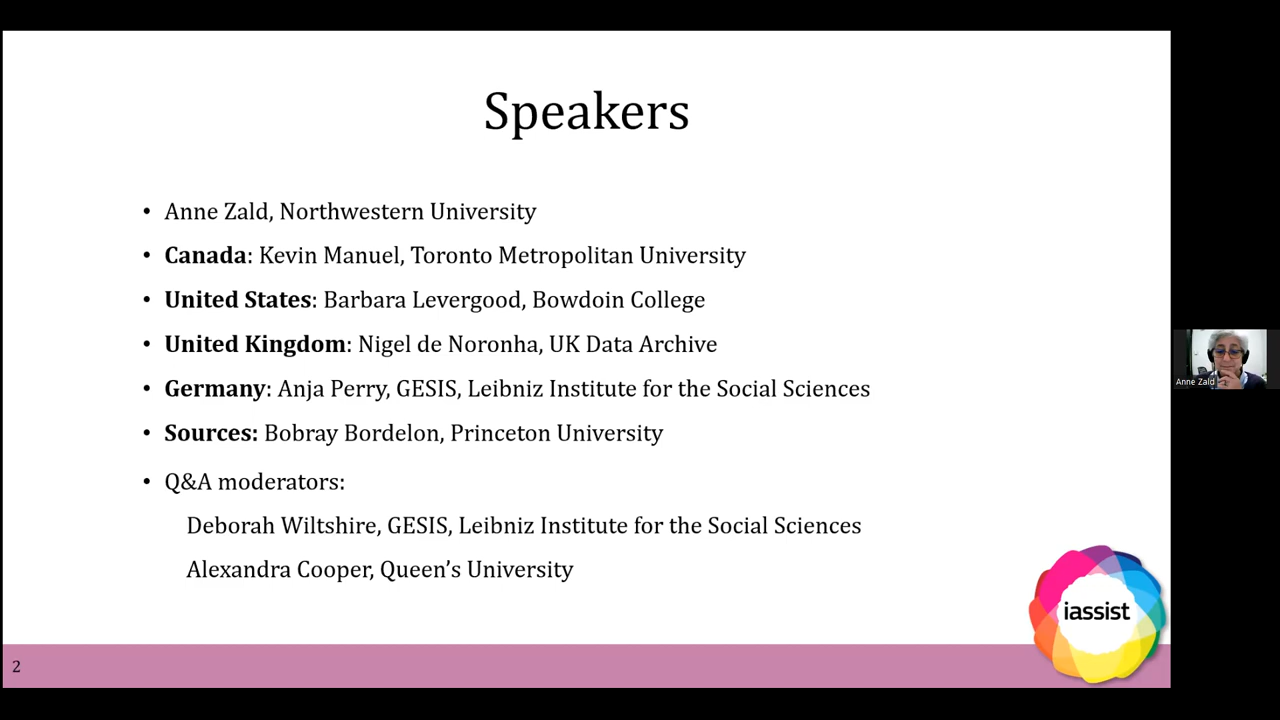 Speakers
• Anne Zald, Northwestern University
• Canada: Kevin Manuel, Toronto Metropolitan University
• United States: Barbara Levergood, Bowdoin College
• United Kingdom: Nigel de Noronha, UK Data Archive
• Germany: Anja Perry, GESIS, Leibniz Institute for the Social Sciences
• Sources: Bobray Bordelon, Princeton University
• Q&A moderators:
Deborah Wiltshire, GESIS, Leibniz Institute for the Social Sciences
Alexandra Cooper, Queen’s University
iassist
2
Anne Zald